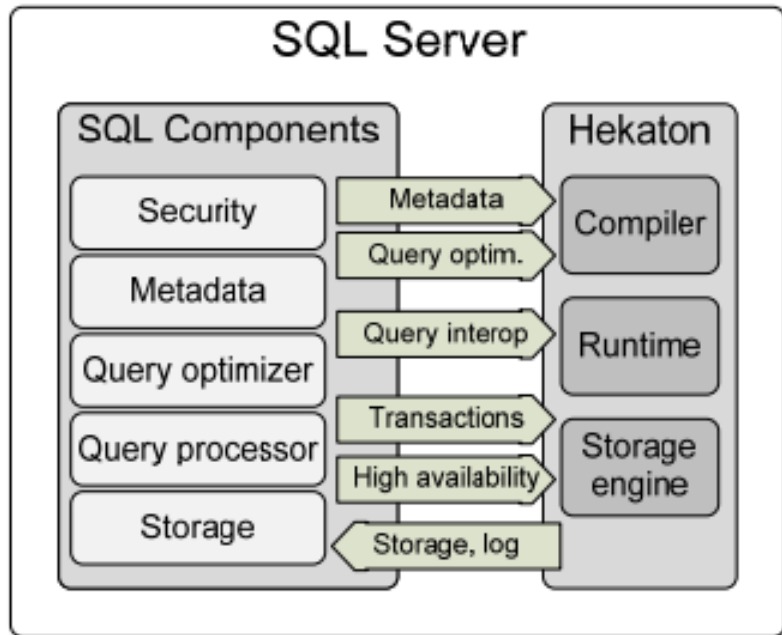 SQL Server
SQL Components
Security
Metadata
Query optimizer
Query processor
Storage
Metadata
Query optim.
Query interop
Transactions
High availability
Storage, log
Hekaton
Compiler
Runtime
Storage
engine